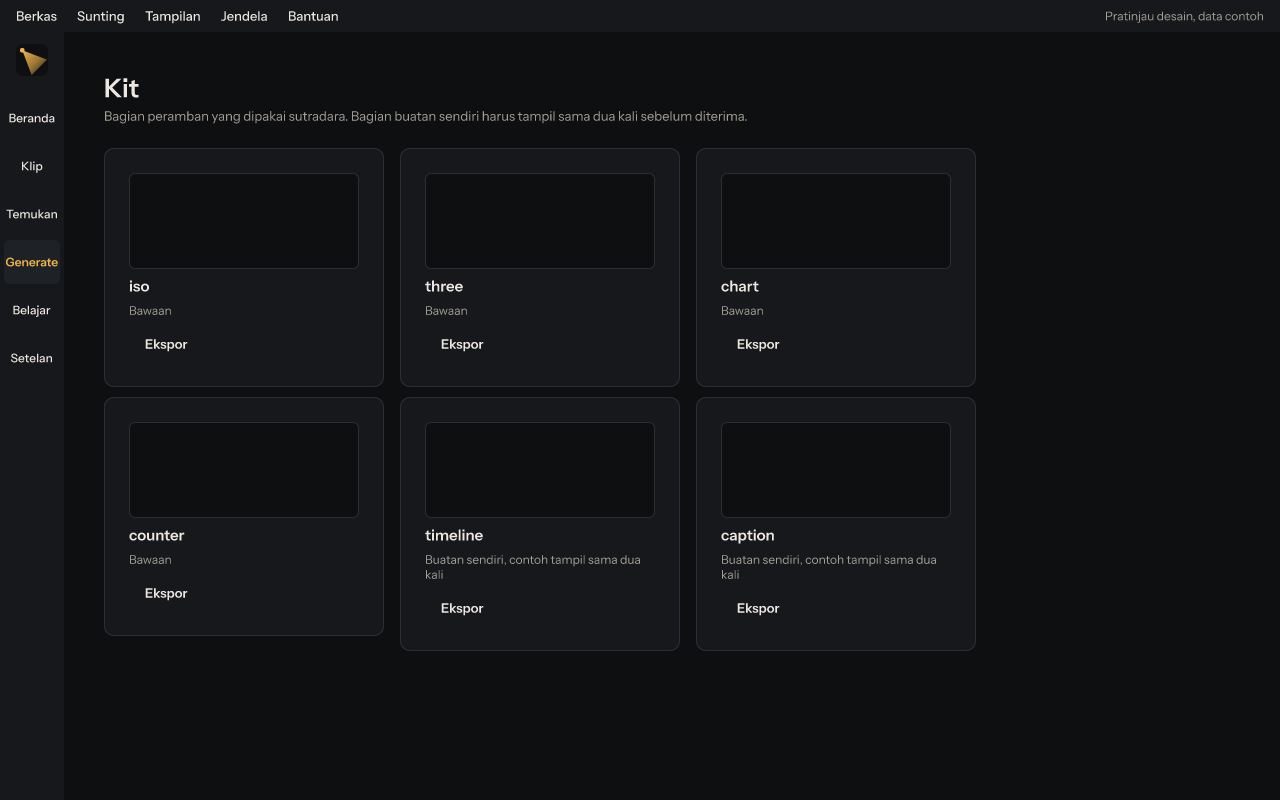 Berkas Sunting Tampilan Jendela Bantuan
Pratinjau desain, data contoh
Beranda
Klip
Temukan
Generate
Belajar
Setelan
Kit
Bagian peramban yang dipakai sutradara. Bagian buatan sendiri harus tampil sama dua kali sebelum diterima.
iso
Bawaan
Ekspor
three
Bawaan
Ekspor
chart
Bawaan
Ekspor
counter
Bawaan
Ekspor
timeline
Buatan sendiri, contoh tampil sama dua
kali
Ekspor
caption
Buatan sendiri, contoh tampil sama dua
kali
Ekspor